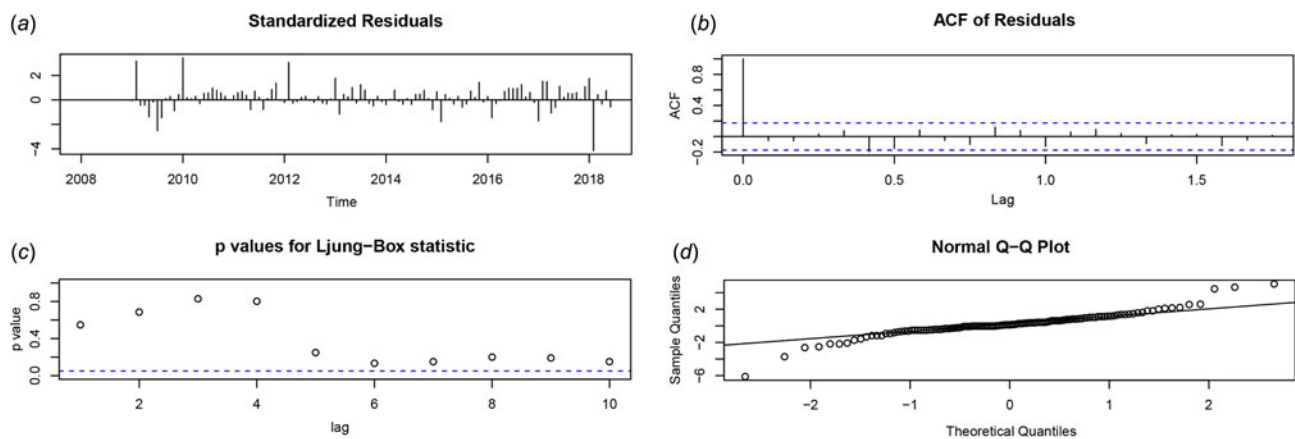 (a) Standardized Residuals
2
0
−4
2008 2010 2012 2014 2016 2018
Time
(b) ACF of Residuals
ACF
0.8
0.4
−0.2
0.0 0.5 1.0 1.5
Lag
(c) p values for Ljung−Box statistic
p value
0.8
0.4
0.0
2 4 6 8 10
lag
(d) Normal Q−Q Plot
Sample Quantiles
2
−2
−6
−2 −1 0 1 2
Theoretical Quantiles